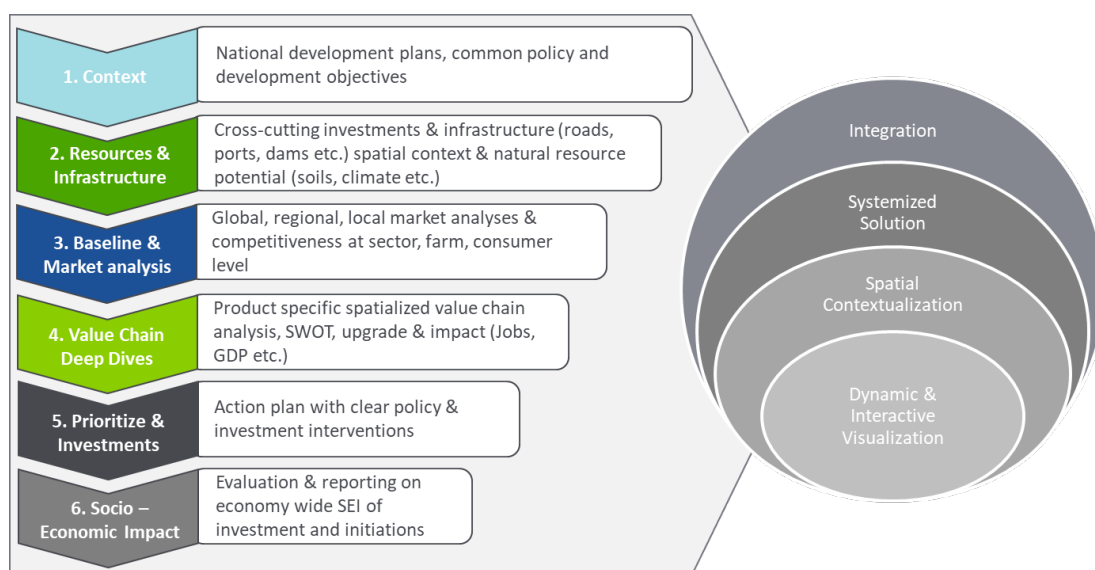 1. Context
National development plans, common policy and
development objectives
2. Resources &
Infrastructure
Cross-cutting investments & infrastructure (roads,
ports, dams etc.) spatial context & natural resource
potential (soils, climate etc.)
3. Baseline &
Market analysis
Global, regional, local market analyses &
competitiveness at sector, farm, consumer
level
4. Value Chain
Deep Dives
Product specific spatialized value chain
analysis, SWOT, upgrade & impact (Jobs,
GDP etc.)
5. Prioritize &
Investments
Action plan with clear policy &
investment interventions
6. Socio –
Economic Impact
Evaluation & reporting on
economy wide SEI of
investment and initiations
Integration
Systemized
Solution
Spatial
Contextualization
Dynamic &
Interactive
Visualization